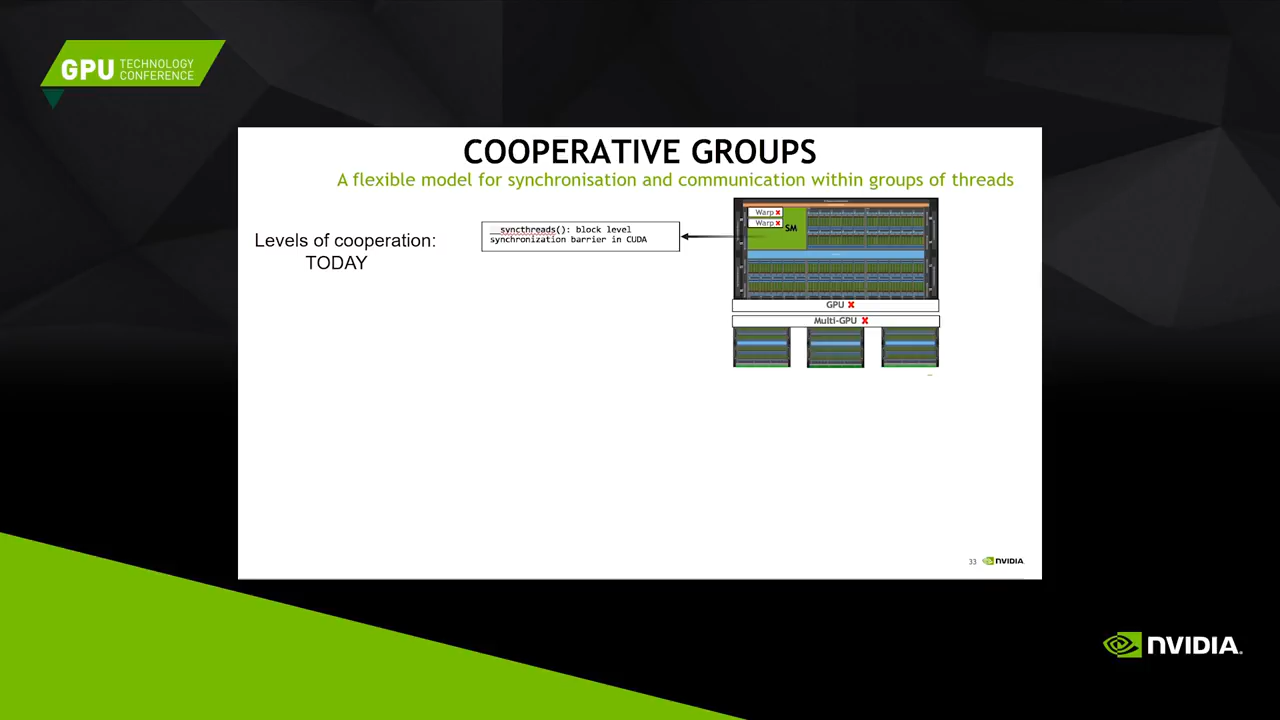 GPU TECHNOLOGY
CONFERENCE
COOPERATIVE GROUPS
A flexible model for synchronisation and communication within groups of threads
Levels of cooperation:
TODAY
__syncthreads(): block level
synchronization barrier in CUDA
Warp ✘
Warp ✘
SM
GPU ✘
Multi-GPU ✘
33 NVIDIA.
NVIDIA.